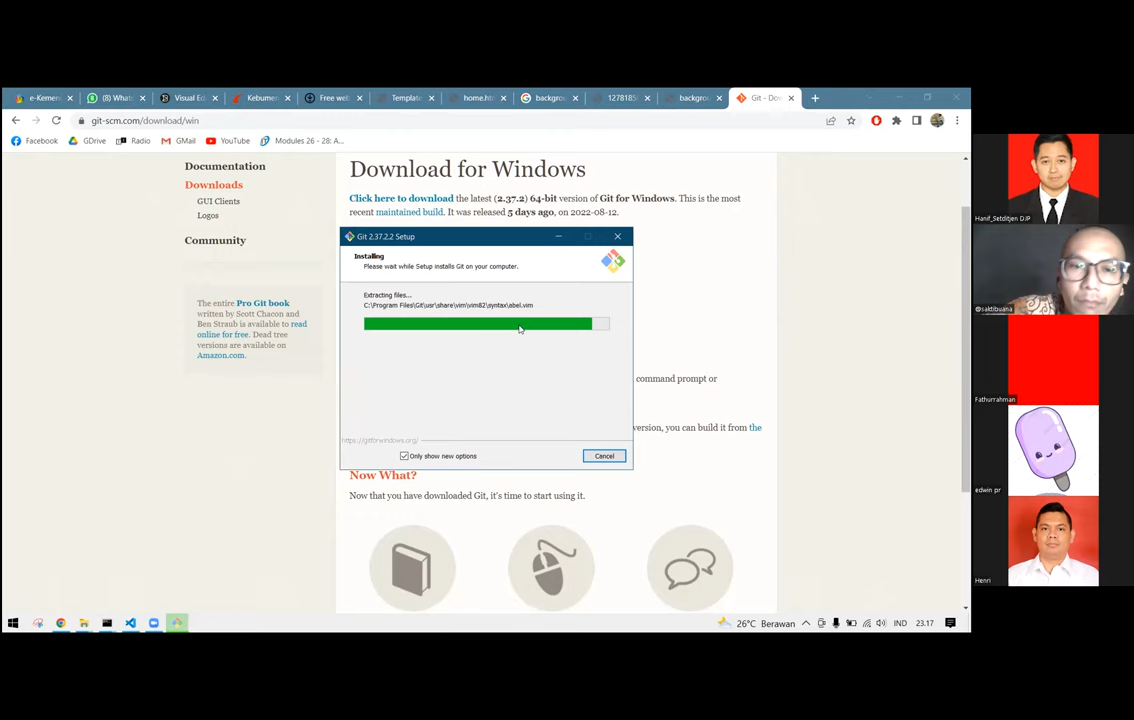 e-Kemen
(8) Whats
Visual Ed
Kebumen
Free web
Template
home.ht
backgrou
1278185
backgrou
Git - Dow
git-scm.com/download/win
Facebook
GDrive
Radio
GMail
YouTube
Modules 26 - 28: A...
Documentation
Downloads
GUI Clients
Logos
Community
The entire Pro Git book
written by Scott Chacon and
Ben Straub is available to read
online for free. Dead tree
versions are available on
Amazon.com.
Download for Windows
Click here to download the latest (2.37.2) 64-bit version of Git for Windows. This is the most
recent maintained build. It was released 5 days ago, on 2022-08-12.
Git 2.37.2.2 Setup
Installing
Please wait while Setup installs Git on your computer.
Extracting files...
C:\Program Files\Git\usr\share\vim\vim82\syntax\abel.vim
https://gitforwindows.org/
Only show new options
Cancel
command prompt or
version, you can build it from the
Now What?
Now that you have downloaded Git, it's time to start using it.
26°C Berawan
IND
23.17
Hanif_Setditjen DJP
@saktibuana
Fathurrahman
edwin pr
Henri